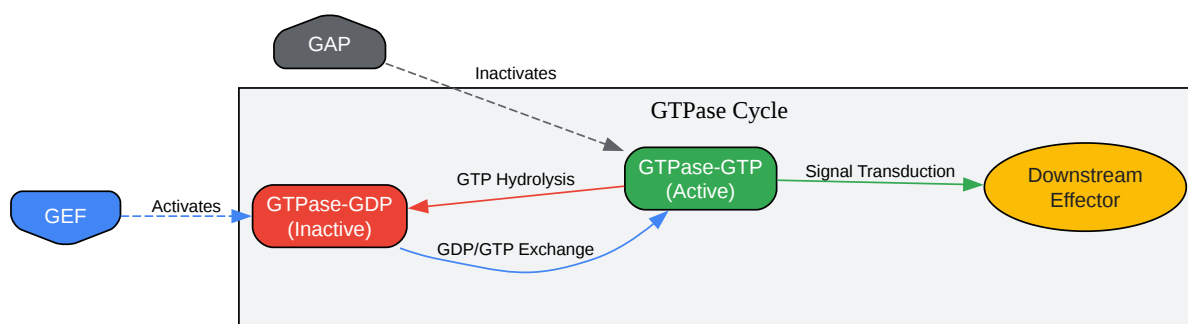 GAP
Inactivates
GTPase Cycle
GTPase-GTP
(Active)
Signal Transduction
Downstream
Effector
GTP Hydrolysis
GEF
Activates
GTPase-GDP
(Inactive)
GDP/GTP Exchange